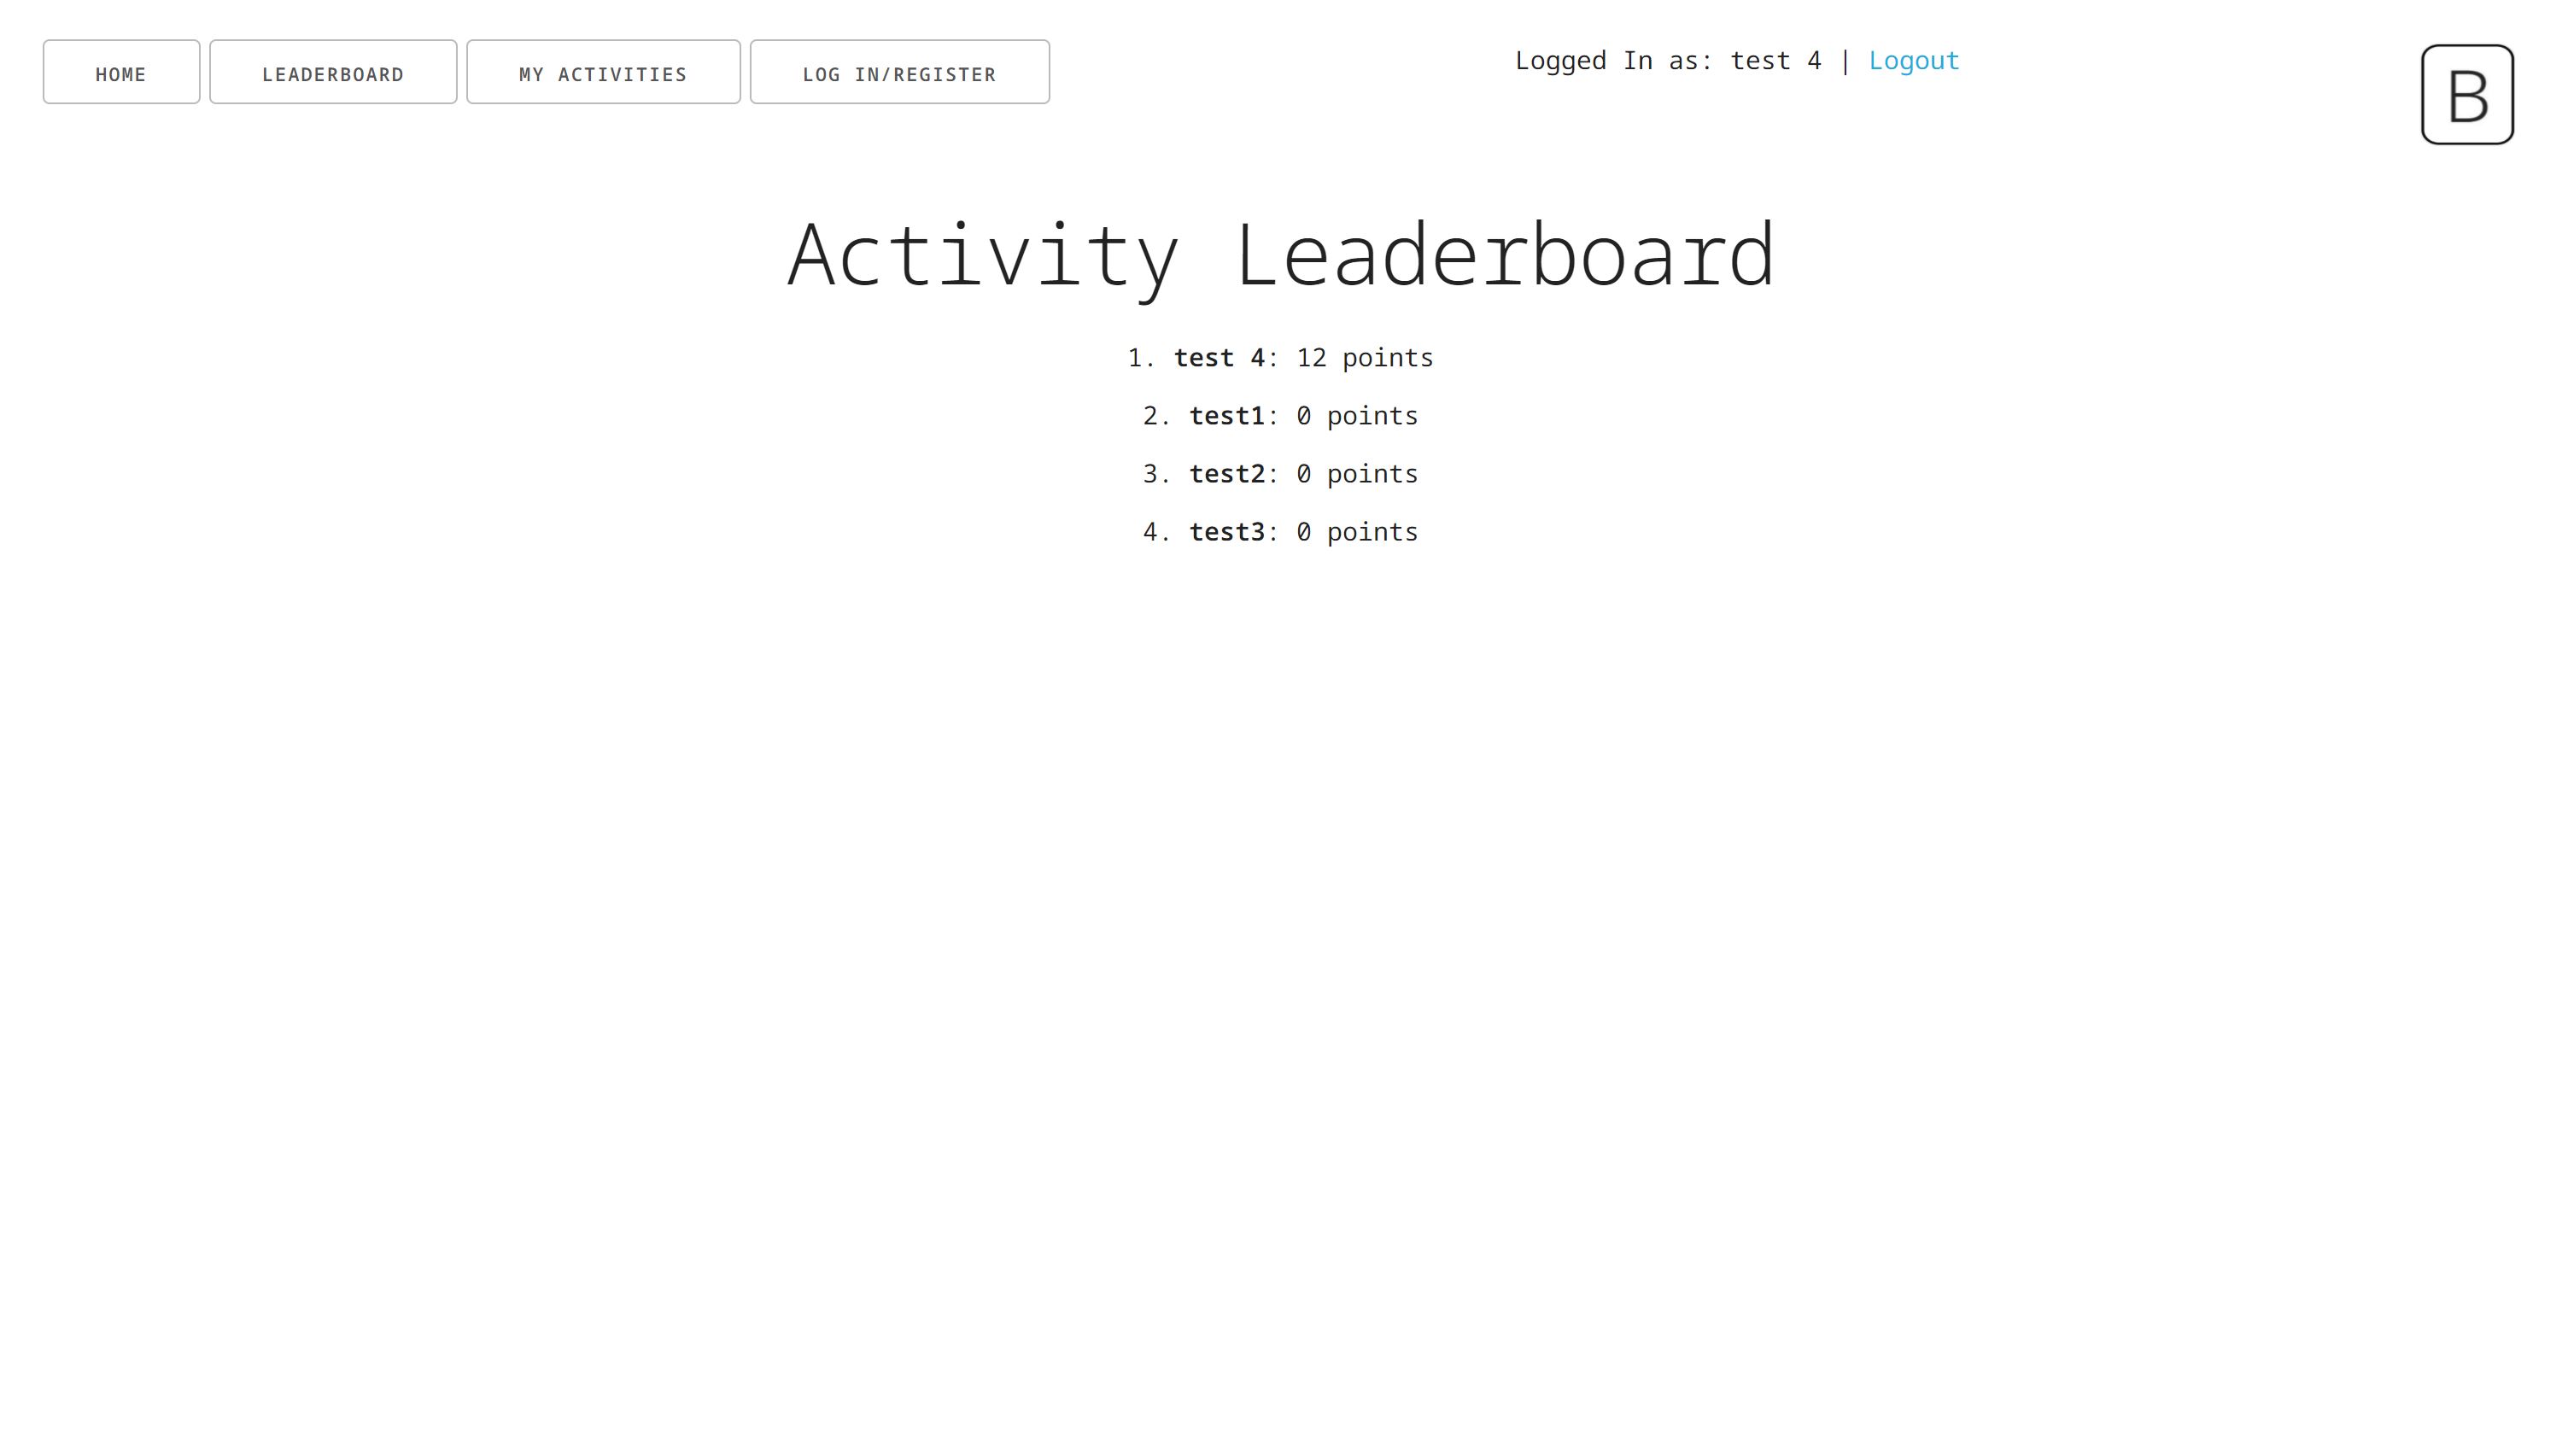 HOME LEADERBOARD MY ACTIVITIES LOG IN/REGISTER Logged In as: test 4 | Logout
B
Activity Leaderboard
1. test 4: 12 points
2. test1: 0 points
3. test2: 0 points
4. test3: 0 points